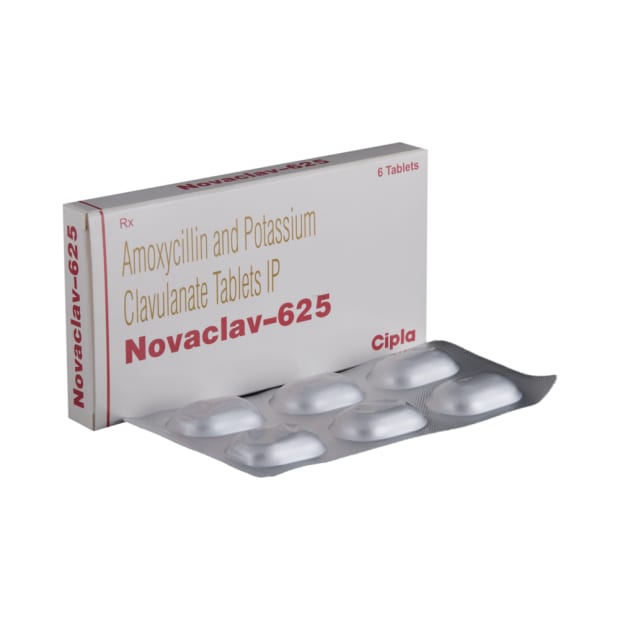 Novaclav-625
6 Tablets
Rx
Amoxycillin and Potassium
Clavulanate Tablets IP
Novaclav-625
Cipla
Novaclav-625